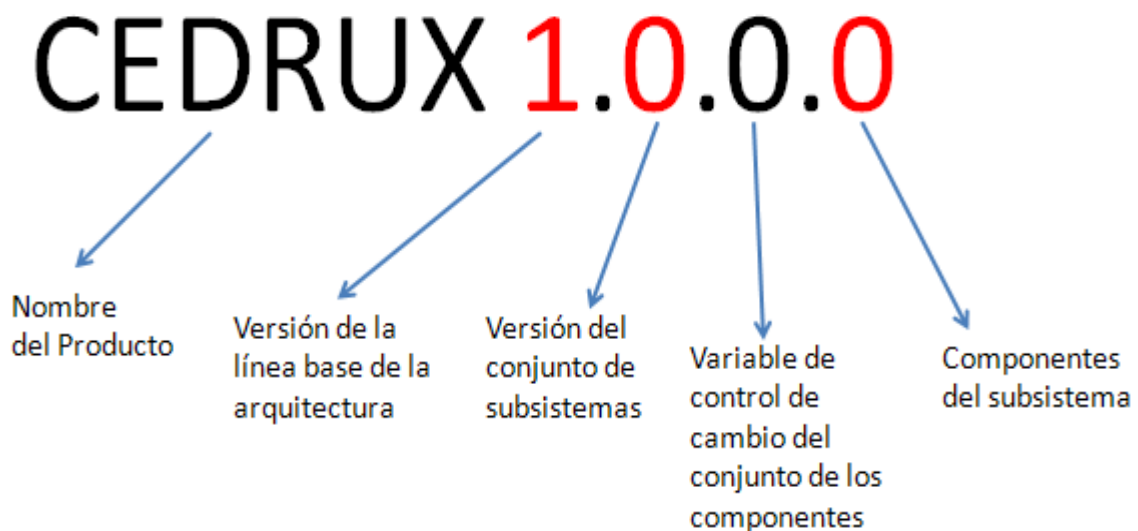 CEDRUX 1.0.0.0
Nombre
del Producto
Versión de la
línea base de la
arquitectura
Versión del
conjunto de
subsistemas
Variable de
control de
cambio del
conjunto de los
componentes
Componentes
del subsistema